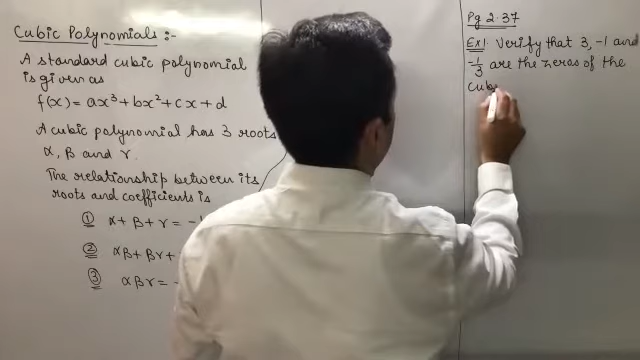 Cubic Polynomials :-
A standard cubic polynomial
is given as
f(x) = ax³ + bx² + cx + d
A cubic polynomial has 3 roots
α, β and γ.
The relationship between its
roots and coefficients is
① α + β + γ = -
② αβ + βγ +
③ αβγ = -
Pg 2.37
Ex1. Verify that 3, -1 and
-1/3 are the zeros of the
cub